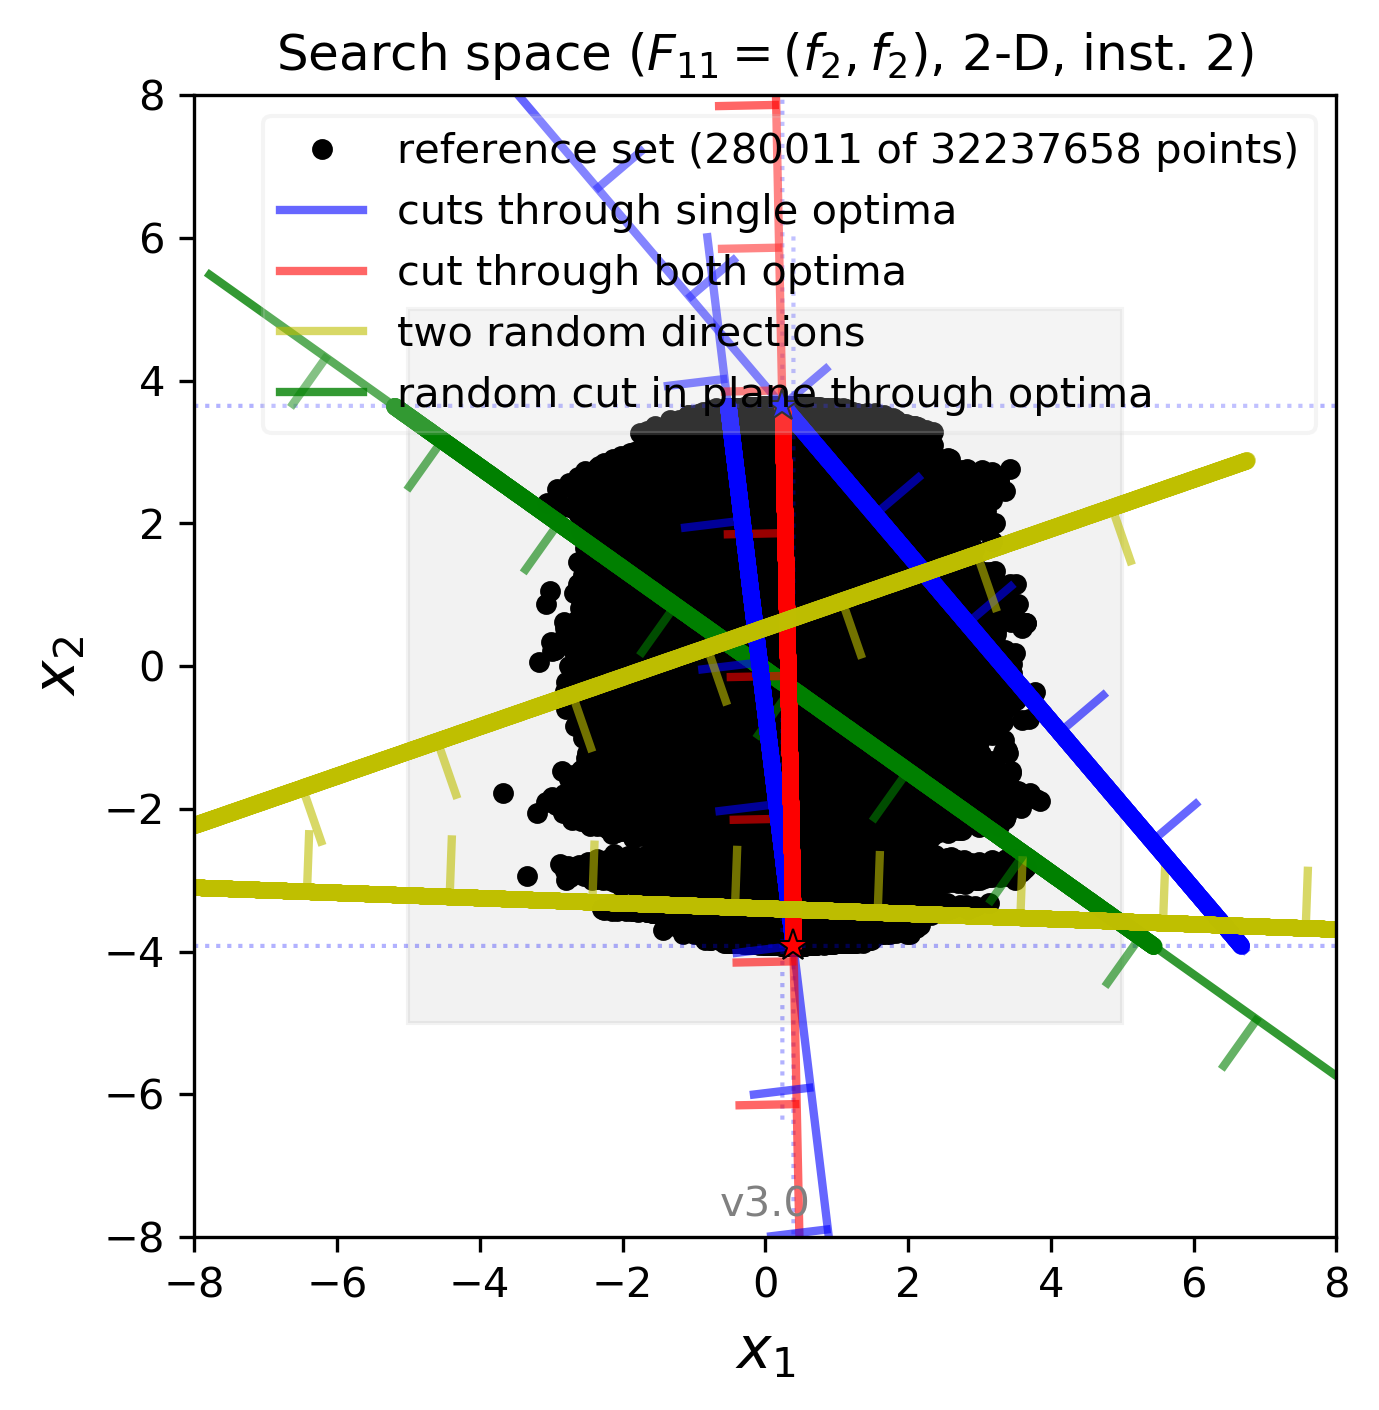 Search space (F₁₁ = (f₂, f₂), 2-D, inst. 2)
8
6
4
2
0
−2
−4
−6
−8
x₂
reference set (280011 of 32237658 points)
cuts through single optima
cut through both optima
two random directions
random cut in plane through optima
v3.0
−8 −6 −4 −2 0 2 4 6 8
x₁